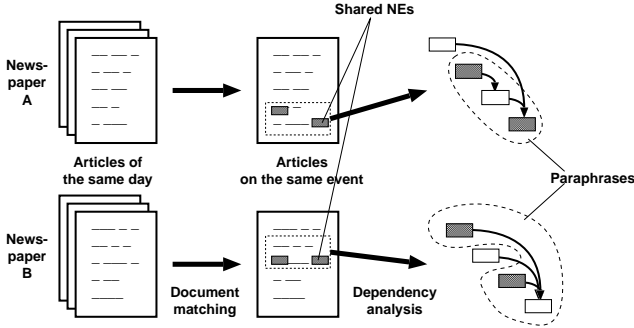 Shared NEs
News-
paper
A
Articles of
the same day
Articles
on the same event
Paraphrases
News-
paper
B
Document
matching
Dependency
analysis